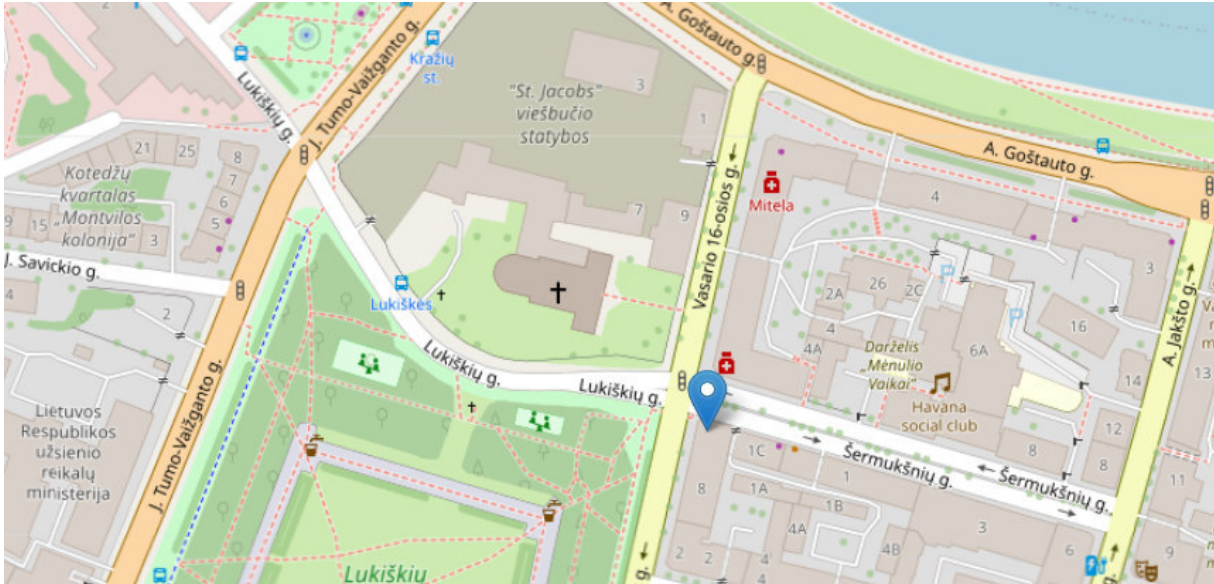 J. Tumo-Vaižganto g.
Kražių
st.
Lukiškių g.
"St. Jacobs"
viešbučio
statybos
3
1
A. Goštauto g.
A. Goštauto g.
21
25
8
7
6
5
Kotedžų
kvartalas
„Montvilos
kolonija“
9
15
3
J. Savickio g.
4
2
7
9
Vasario 16-osios g.
Mitela
4
3
Lukiškės
2A
26
2C
P
P
4
4A
6A
16
Darželis
„Mėnulio
Vaikai“
Havana
social club
A. Jakšto g.
14
13
12
Lukiškių g.
Lukiškių g.
J. Tumo-Vaižganto g.
Lietuvos
Respublikos
užsienio
reikalų
ministerija
8
8
Šermukšnių g.
Šermukšnių g.
1C
1
8
1A
1B
4A
4B
3
11
2
2
6
9
g.
Lukiškių